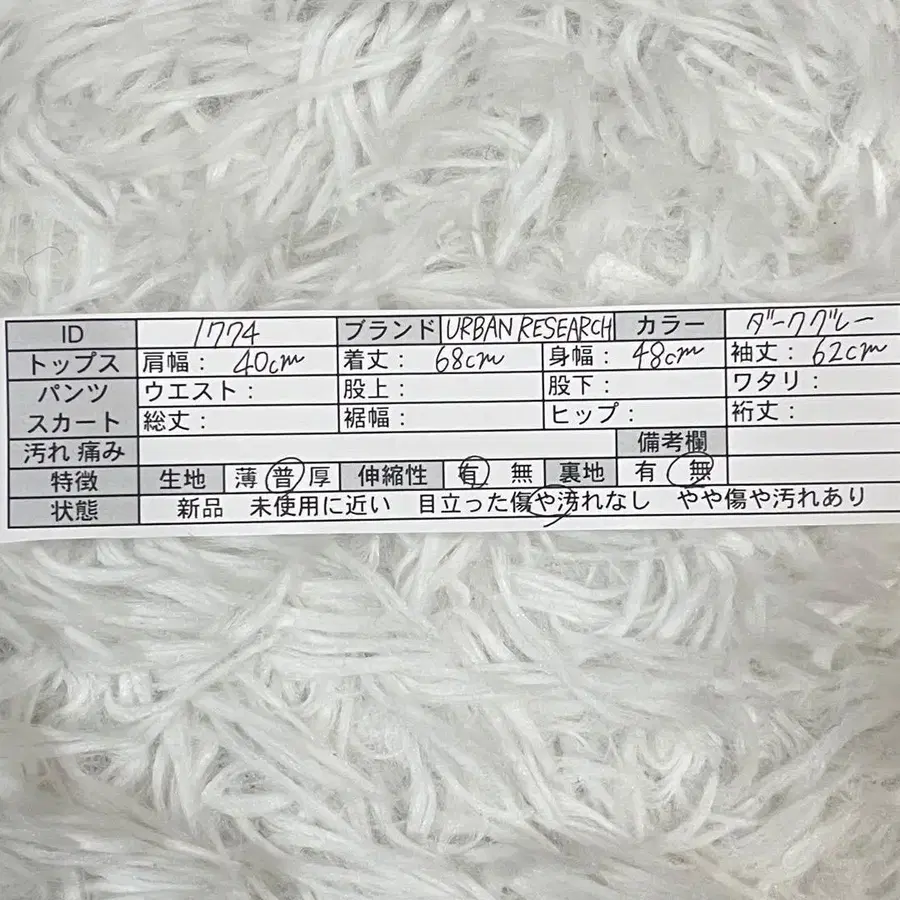 ID 1774 ブランド URBAN RESEARCH カラー ダークグレー
トップス 肩幅： 40cm 着丈： 68cm 身幅： 48cm 袖丈： 62cm
パンツ ウエスト： 股上： 股下： ワタリ：
スカート 総丈： 裾幅： ヒップ： 裄丈：
汚れ 痛み 備考欄
特徴 生地 薄 普 厚 伸縮性 有 無 裏地 有 無
状態 新品 未使用に近い 目立った傷や汚れなし やや傷や汚れあり